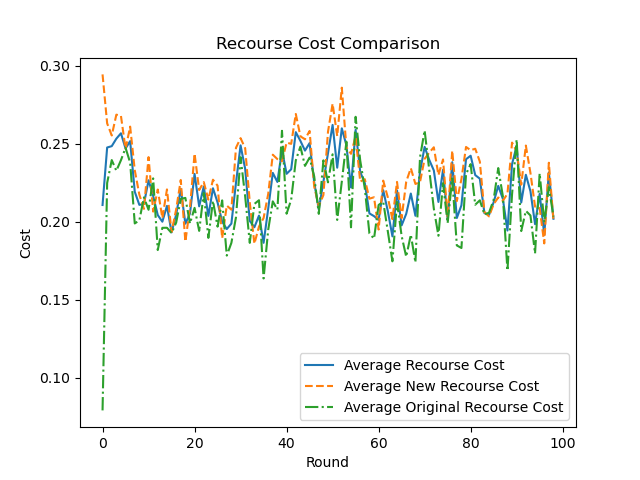 Recourse Cost Comparison
0.30
0.25
0.20
0.15
0.10
Cost
0
20
40
60
80
100
Round
Average Recourse Cost
Average New Recourse Cost
Average Original Recourse Cost